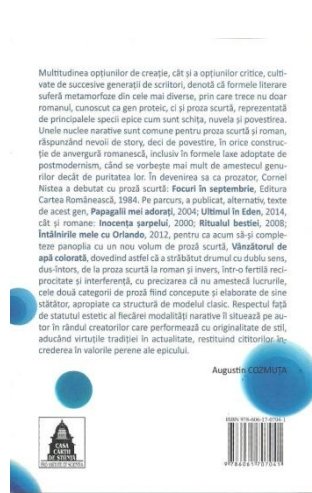 Multitudinea opțiunilor de creație, cât și a opțiunilor critice, culti-
vate de succesive generații de scriitori, denotă că formele literare
suferă metamorfoze din cele mai diverse, prin care trece nu doar
romanul, cunoscut ca gen proteic, ci și proza scurtă, reprezentată
de principalele specii epice cum sunt schița, nuvela și povestirea.
Unele nuclee narative sunt comune pentru proza scurtă și roman,
răspunzând nevoii de story, deci de povestire, în orice construc-
ție de anvergură romanescă, inclusiv în formele laxe adoptate de
postmodernism, când se vorbește mai mult de amestecul genu-
rilor decât de puritatea lor. În devenirea sa ca prozator, Cornel
Nistea a debutat cu proză scurtă: Focuri în septembrie, Editura
Cartea Românească, 1984. Pe parcurs, a publicat, alternativ, texte
de acest gen, Papagalii mei adorați, 2004; Ultimul în Eden, 2014,
cât și romane: Inocența șarpelui, 2000; Ritualul bestiei, 2008;
Întâlnirile mele cu Orlando, 2012, pentru ca acum să-și comple-
teze panoplia cu un nou volum de proză scurtă, Vânzătorul de
apă colorată, dovedind astfel că a străbătut drumul cu dublu sens,
dus-întors, de la proza scurtă la roman și invers, într-o fertilă reci-
procitate și interferență, cu precizarea că nu amestecă lucrurile,
cele două categorii de proză fiind concepute și elaborate de sine
stătător, apropiate ca structură de modelul clasic. Respectul față
de statutul estetic al fiecărei modalități narative îl situează pe au-
tor în rândul creatorilor care performează cu originalitate de stil,
aducând virtuțile tradiției în actualitate, restituind cititorilor în-
crederea în valorile perene ale epicului.
Augustin COZMUȚA
CASA
CĂRȚII
DE ȘTIINȚĂ
ISBN 978-606-17-0704-1
9786061707041